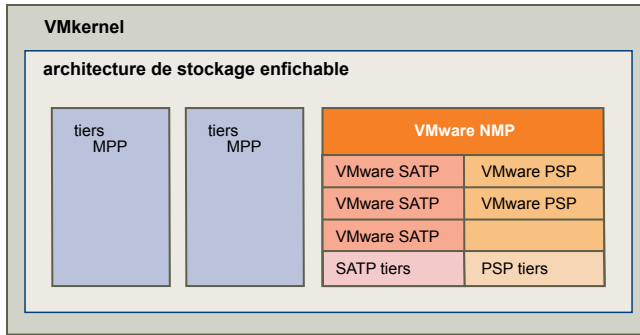 VMkernel
architecture de stockage enfichable
tiers
MPP
tiers
MPP
VMware NMP
VMware SATP
VMware PSP
VMware SATP
VMware PSP
VMware SATP
SATP tiers
PSP tiers